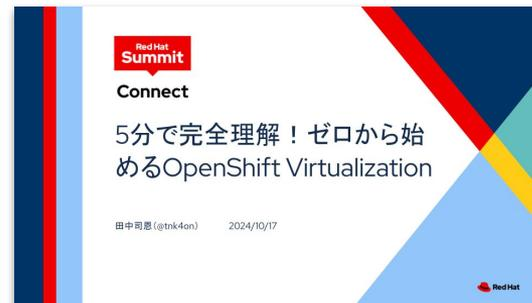 Red Hat
Summit
Connect
5分で完全理解！ゼロから始
めるOpenShift Virtualization
田中司恩（@tnk4on） 2024/10/17
Red Hat